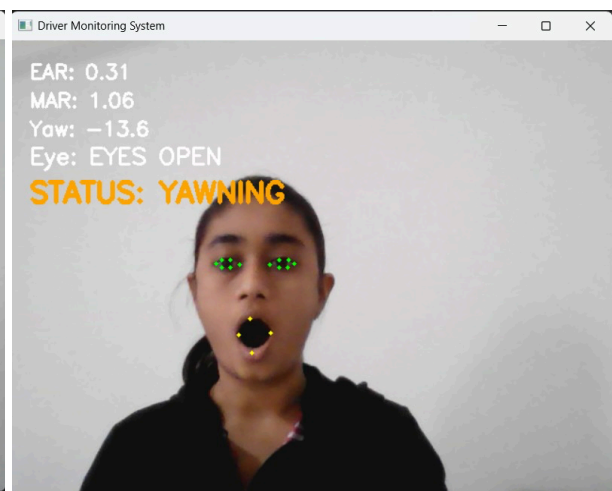 Driver Monitoring System
EAR: 0.31
MAR: 1.06
Yaw: -13.6
Eye: EYES OPEN
STATUS: YAWNING